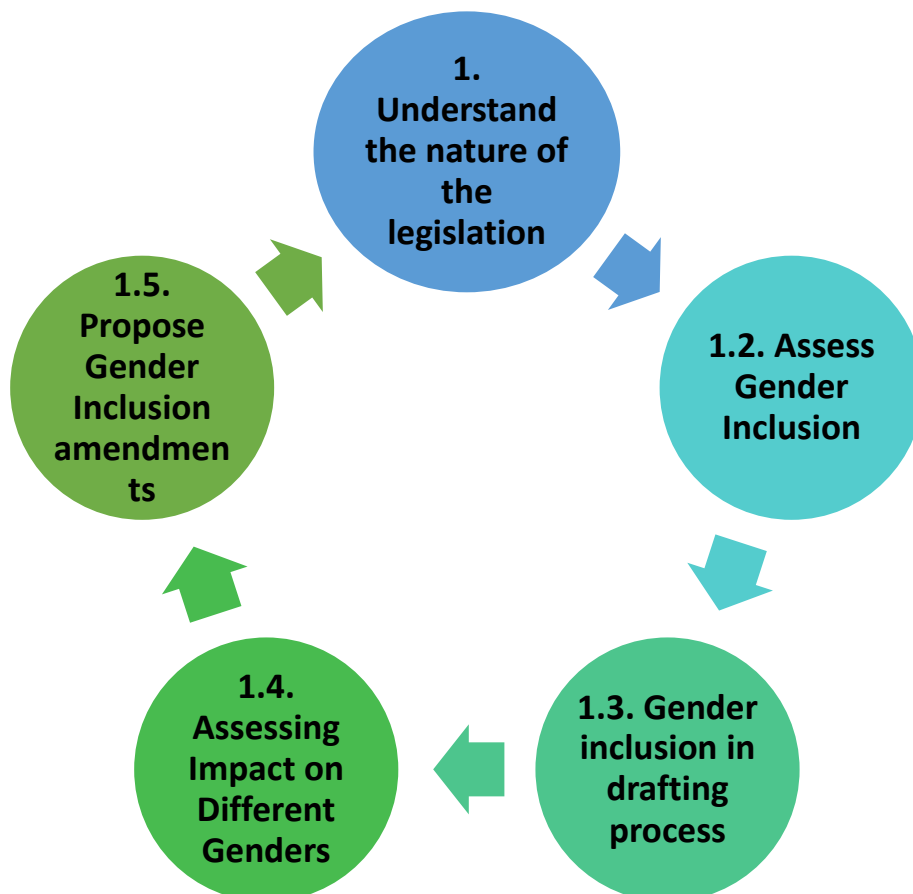 1.
Understand
the nature of
the
legislation
1.2. Assess
Gender
Inclusion
1.3. Gender
inclusion in
drafting
process
1.4.
Assessing
Impact on
Different
Genders
1.5.
Propose
Gender
Inclusion
amendmen
ts